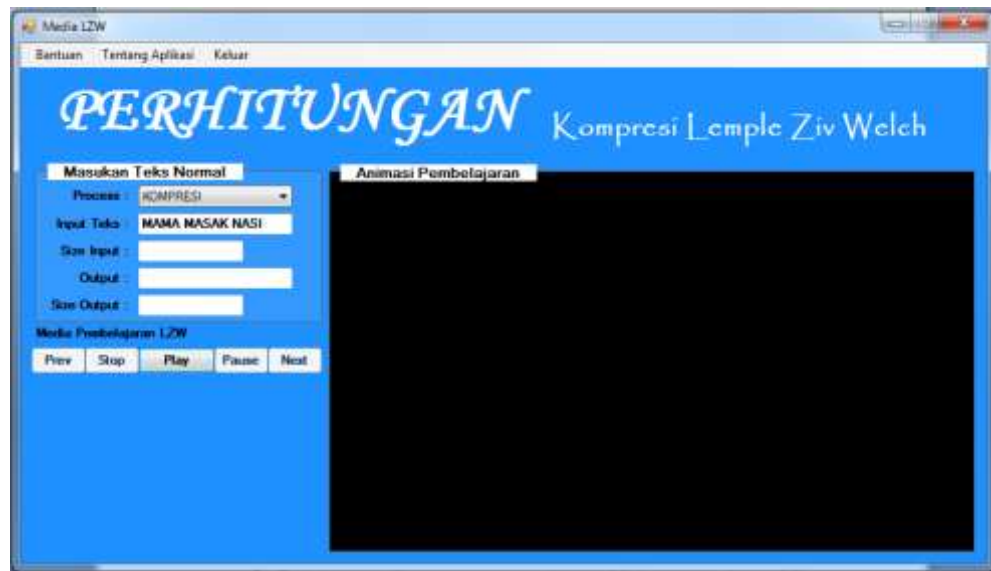 Media LZW
Bantuan Tentang Aplikasi Keluar
PERHITUNGAN Kompresi Lemple Ziv Welch
Masukan Teks Normal
Animasi Pembelajaran
Process : KOMPRESI
Input Teks : MAMA MASAK NASI
Size Input :
Output :
Size Output :
Media Pembelajaran LZW
Prev Stop Play Pause Next